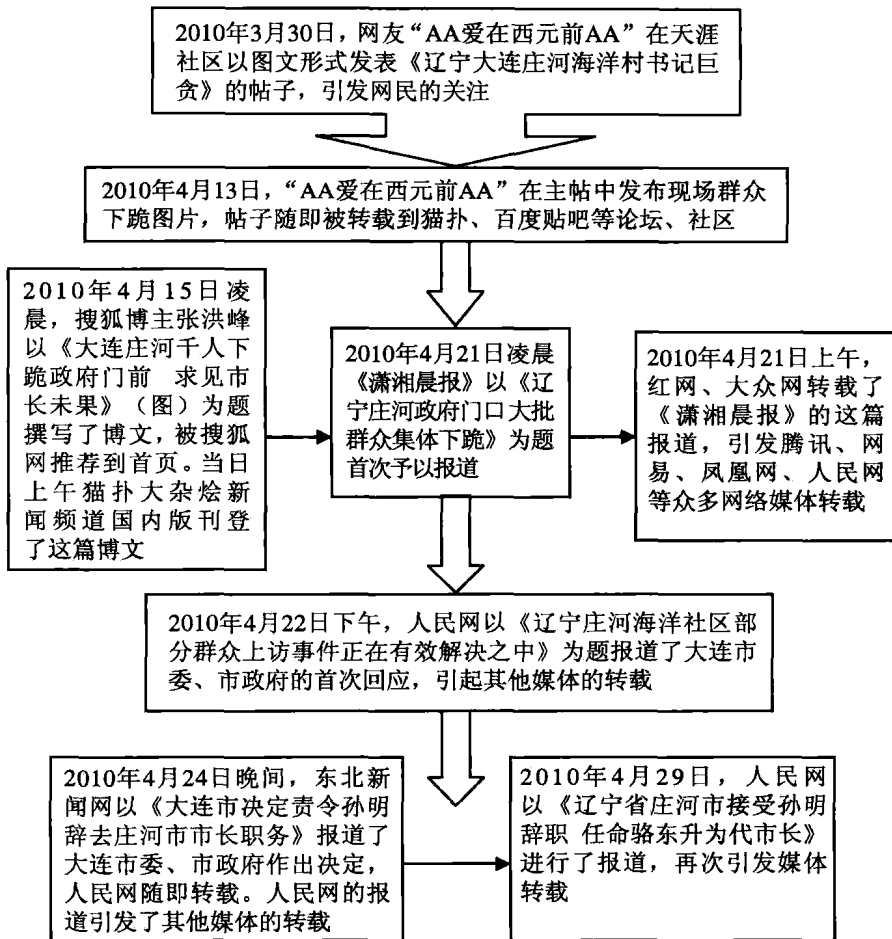 2010年3月30日，网友“AA爱在西元前AA”在天涯
社区以图文形式发表《辽宁大连庄河海洋村书记巨
贪》的帖子，引发网民的关注
2010年4月13日，“AA爱在西元前AA”在主帖中发布现场群众
下跪图片，帖子随即被转载到猫扑、百度贴吧等论坛、社区
2010年4月15日凌
晨，搜狐博主张洪峰
以《大连庄河千人下
跪政府门前 求见市
长未果》（图）为题
撰写了博文，被搜狐
网推荐到首页。当日
上午猫扑大杂烩新
闻频道国内版刊登
了这篇博文
2010年4月21日凌晨
《潇湘晨报》以《辽
宁庄河政府门口大批
群众集体下跪》为题
首次予以报道
2010年4月21日上午，
红网、大众网转载了
《潇湘晨报》的这篇
报道，引发腾讯、网
易、凤凰网、人民网
等众多网络媒体转载
2010年4月22日下午，人民网以《辽宁庄河海洋社区部
分群众上访事件正在有效解决之中》为题报道了大连市
委、市政府的首次回应，引起其他媒体的转载
2010年4月24日晚间，东北新
闻网以《大连市决定责令孙明
辞去庄河市市长职务》报道了
大连市委、市政府作出决定，
人民网随即转载。人民网的报
道引发了其他媒体的转载
2010年4月29日，人民网
以《辽宁省庄河市接受孙明
辞职 任命骆东升为代市长》
进行了报道，再次引发媒体
转载